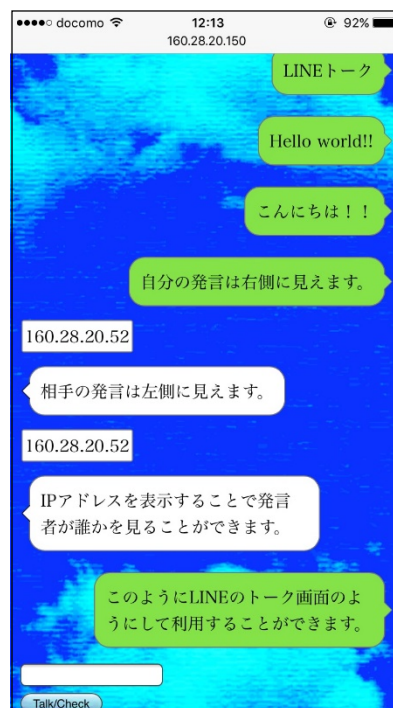 docomo 12:13 92%
160.28.20.150
LINEトーク
Hello world!!
こんにちは！！
自分の発言は右側に見えます。
160.28.20.52
相手の発言は左側に見えます。
160.28.20.52
IPアドレスを表示することで発言
者が誰かを見ることができます。
このようにLINEのトーク画面のよ
うにして利用することができます。
Talk/Check